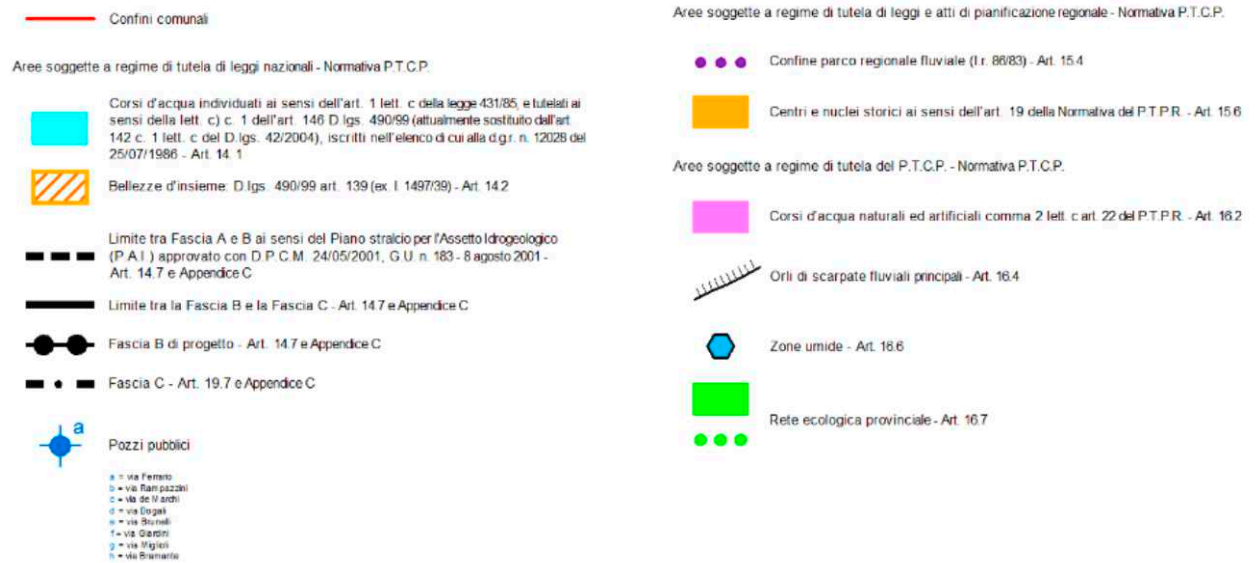 Confini comunali
Aree soggette a regime di tutela di leggi nazionali - Normativa P.T.C.P.
Corsi d'acqua individuati ai sensi dell'art. 1 lett. c della legge 431/85, e tutelati ai
sensi della lett. c) c. 1 dell'art. 146 D.lgs. 490/99 (attualmente sostituito dall'art.
142 c. 1 lett. c del D.lgs. 42/2004), iscritti nell'elenco di cui alla d.g.r. n. 12028 del
25/07/1986 - Art. 14.1
Bellezze d'insieme: D.lgs. 490/99 art. 139 (ex. l. 1497/39) - Art. 14.2
Limite tra Fascia A e B ai sensi del Piano stralcio per l'Assetto Idrogeologico
(P.A.I.) approvato con D.P.C.M. 24/05/2001, G.U. n. 183 - 8 agosto 2001 -
Art. 14.7 e Appendice C
Limite tra la Fascia B e la Fascia C - Art. 14.7 e Appendice C
Fascia B di progetto - Art. 14.7 e Appendice C
Fascia C - Art. 19.7 e Appendice C
a
Pozzi pubblici
a = via Ferrario
b = via Rampazzini
c = via de Marchi
d = via Dogali
e = via Brunelli
f = via Giardini
g = via Miglioli
h = via Bramante
Aree soggette a regime di tutela di leggi e atti di pianificazione regionale - Normativa P.T.C.P.
Confine parco regionale fluviale (l.r. 86/83) - Art. 15.4
Centri e nuclei storici ai sensi dell'art. 19 della Normativa del P.T.P.R. - Art. 15.6
Aree soggette a regime di tutela del P.T.C.P. - Normativa P.T.C.P.
Corsi d'acqua naturali ed artificiali comma 2 lett. c art. 22 del P.T.P.R. - Art. 16.2
Orli di scarpate fluviali principali - Art. 16.4
Zone umide - Art. 16.6
Rete ecologica provinciale - Art. 16.7